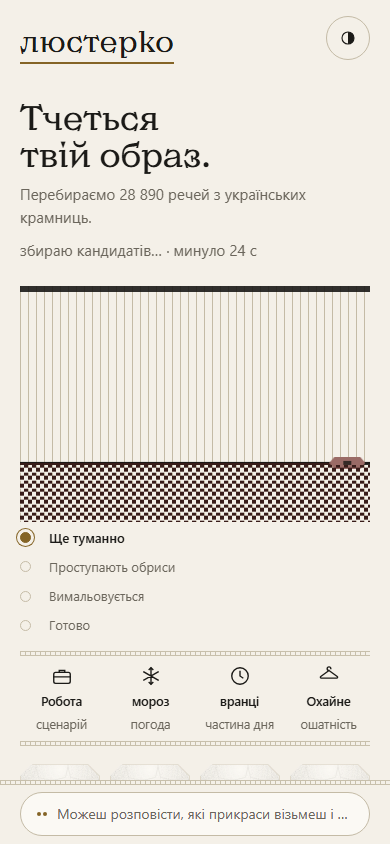 люстерко
Тчеться
твій образ.
Перебираємо 28 890 речей з українських
крамниць.
збираю кандидатів... · минуло 24 с
Ще туманно
Проступають обриси
Вимальовується
Готово
Робота мороз вранці Охайне
сценарій погода частина дня ошатність
Можеш розповісти, які прикраси візьмеш і ...